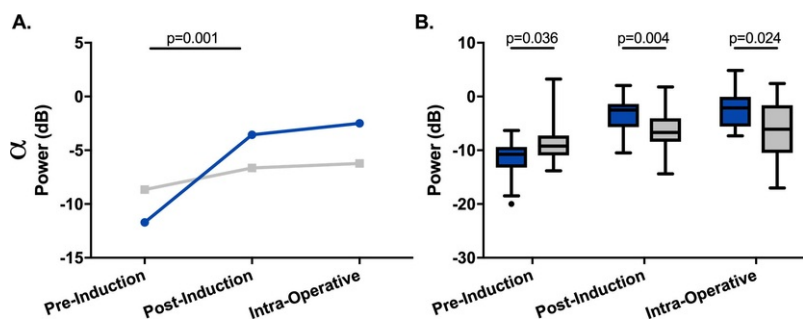 A.
p=0.001
5
0
-5
-10
-15
α
Power (dB)
Pre-Induction
Post-Induction
Intra-Operative
B.
p=0.036
p=0.004
p=0.024
10
0
-10
-20
-30
Power (dB)
Pre-Induction
Post-Induction
Intra-Operative